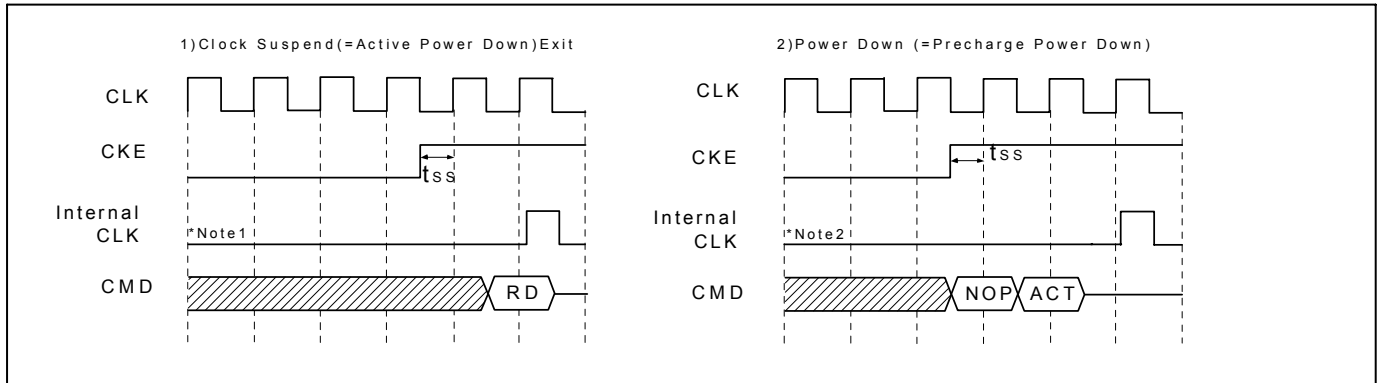 1)Clock Suspend(=Active Power Down)Exit
CLK
CKE
tss
Internal
CLK
*Note1
CMD
RD
2)Power Down (=Precharge Power Down)
CLK
CKE
tss
Internal
CLK
*Note2
CMD
NOP
ACT